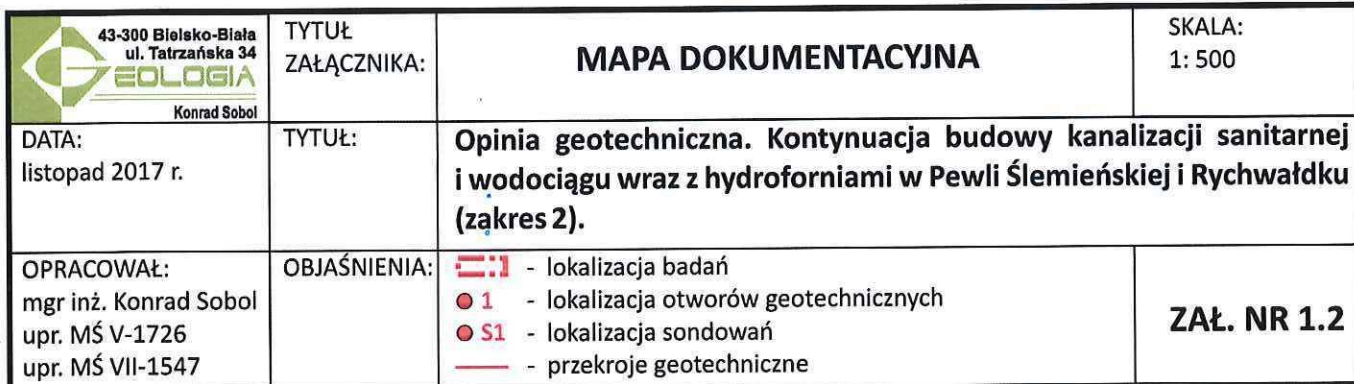 43-300 Bielsko-Biała
ul. Tatrzańska 34
GEOLOGIA
Konrad Sobol
TYTUŁ
ZAŁĄCZNIKA:
MAPA DOKUMENTACYJNA
SKALA:
1: 500
DATA:
listopad 2017 r.
TYTUŁ:
Opinia geotechniczna. Kontynuacja budowy kanalizacji sanitarnej
i wodociągu wraz z hydroforniami w Pewli Ślemieńskiej i Rychwałdku
(zakres 2).
OPRACOWAŁ:
mgr inż. Konrad Sobol
upr. MŚ V-1726
upr. MŚ VII-1547
OBJAŚNIENIA:
- lokalizacja badań
1 - lokalizacja otworów geotechnicznych
S1 - lokalizacja sondowań
- przekroje geotechniczne
ZAŁ. NR 1.2